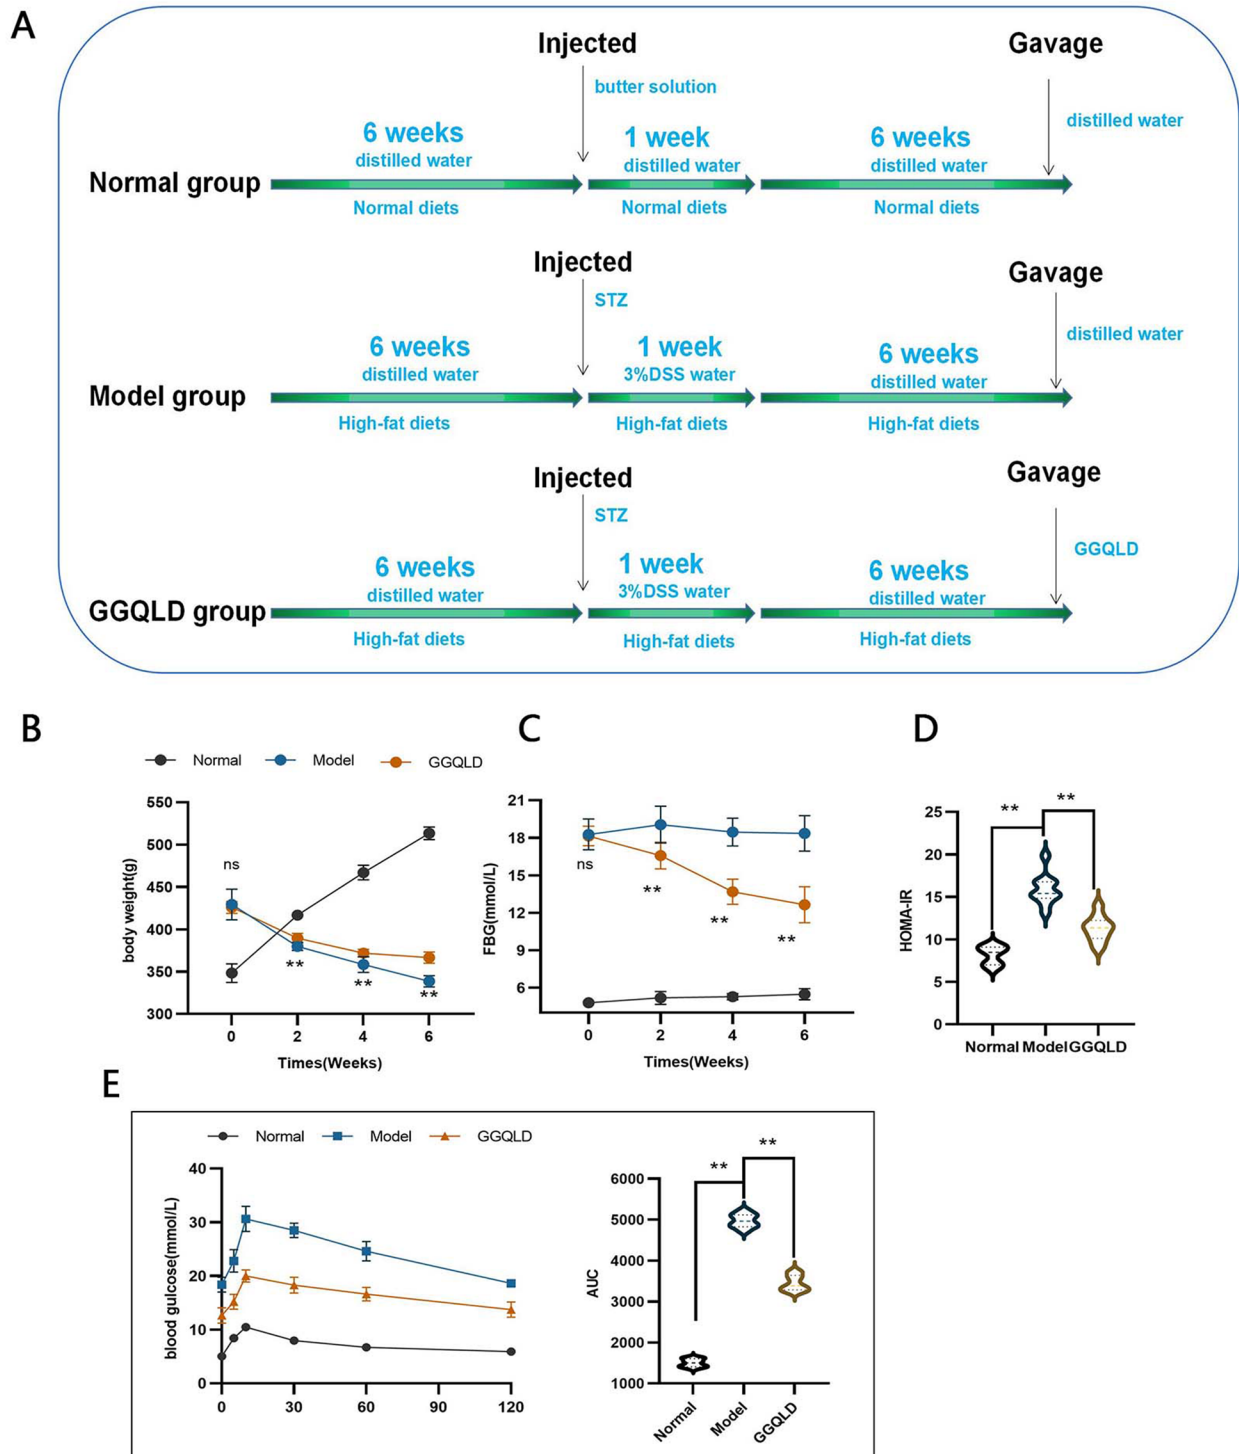 A
Injected
Gavage
butter solution
distilled water
6 weeks
1 week
6 weeks
distilled water
distilled water
distilled water
Normal group
Normal diets
Normal diets
Normal diets
Injected
Gavage
STZ
distilled water
6 weeks
1 week
6 weeks
distilled water
3%DSS water
distilled water
Model group
High-fat diets
High-fat diets
High-fat diets
Injected
Gavage
STZ
GGQLD
6 weeks
1 week
6 weeks
distilled water
3%DSS water
distilled water
GGQLD group
High-fat diets
High-fat diets
High-fat diets
B
Normal
Model
GGQLD
550
500
450
400
350
300
body weight(g)
ns
**
**
**
0
2
4
6
Times(Weeks)
C
21
18
15
12
9
6
FBG(mmol/L)
ns
**
**
**
0
2
4
6
Times(Weeks)
D
25
20
15
10
5
0
HOMA-IR
**
**
Normal
Model
GGQLD
E
Normal
Model
GGQLD
40
30
20
10
0
blood gulcose(mmol/L)
0
30
60
90
120
6000
5000
4000
3000
2000
1000
AUC
**
**
Normal
Model
GGQLD